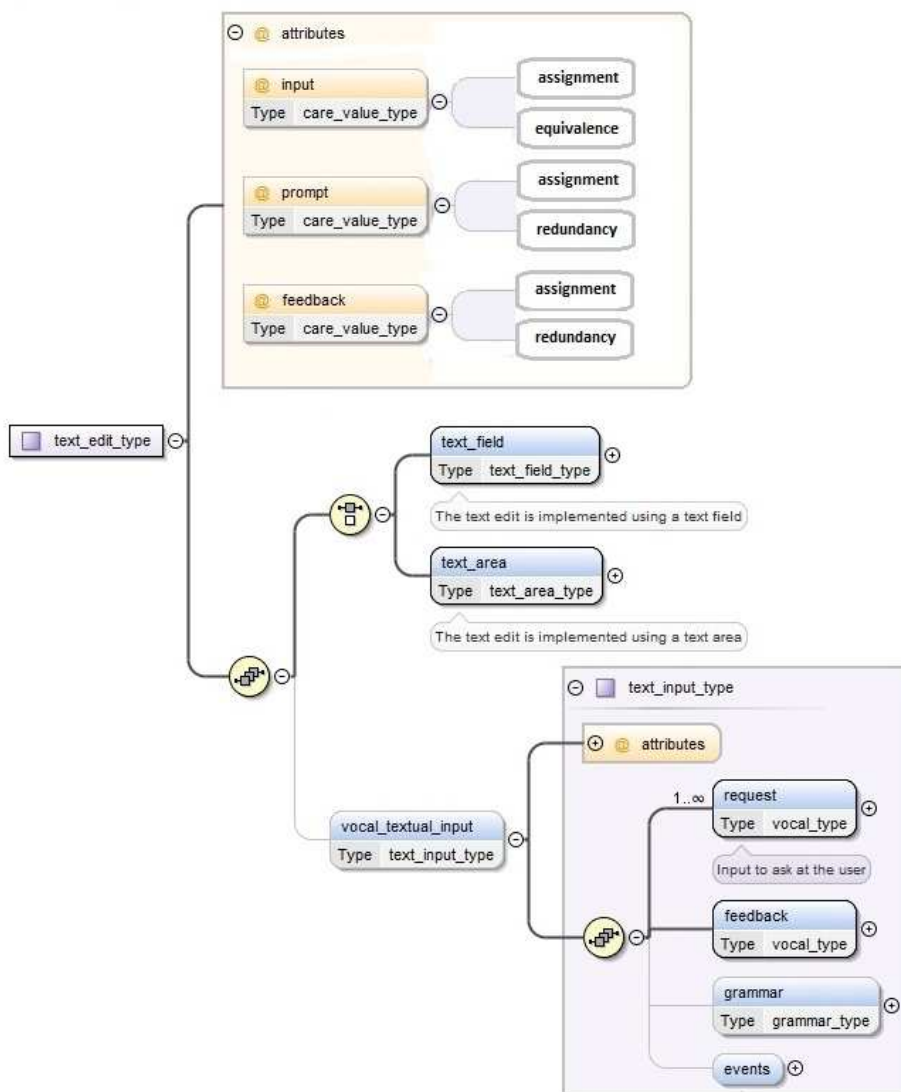 attributes
input
Type care_value_type
assignment
equivalence
prompt
Type care_value_type
assignment
redundancy
feedback
Type care_value_type
assignment
redundancy
text_edit_type
text_field
Type text_field_type
The text edit is implemented using a text field
text_area
Type text_area_type
The text edit is implemented using a text area
vocal_textual_input
Type text_input_type
text_input_type
attributes
1..∞
request
Type vocal_type
Input to ask at the user
feedback
Type vocal_type
grammar
Type grammar_type
events